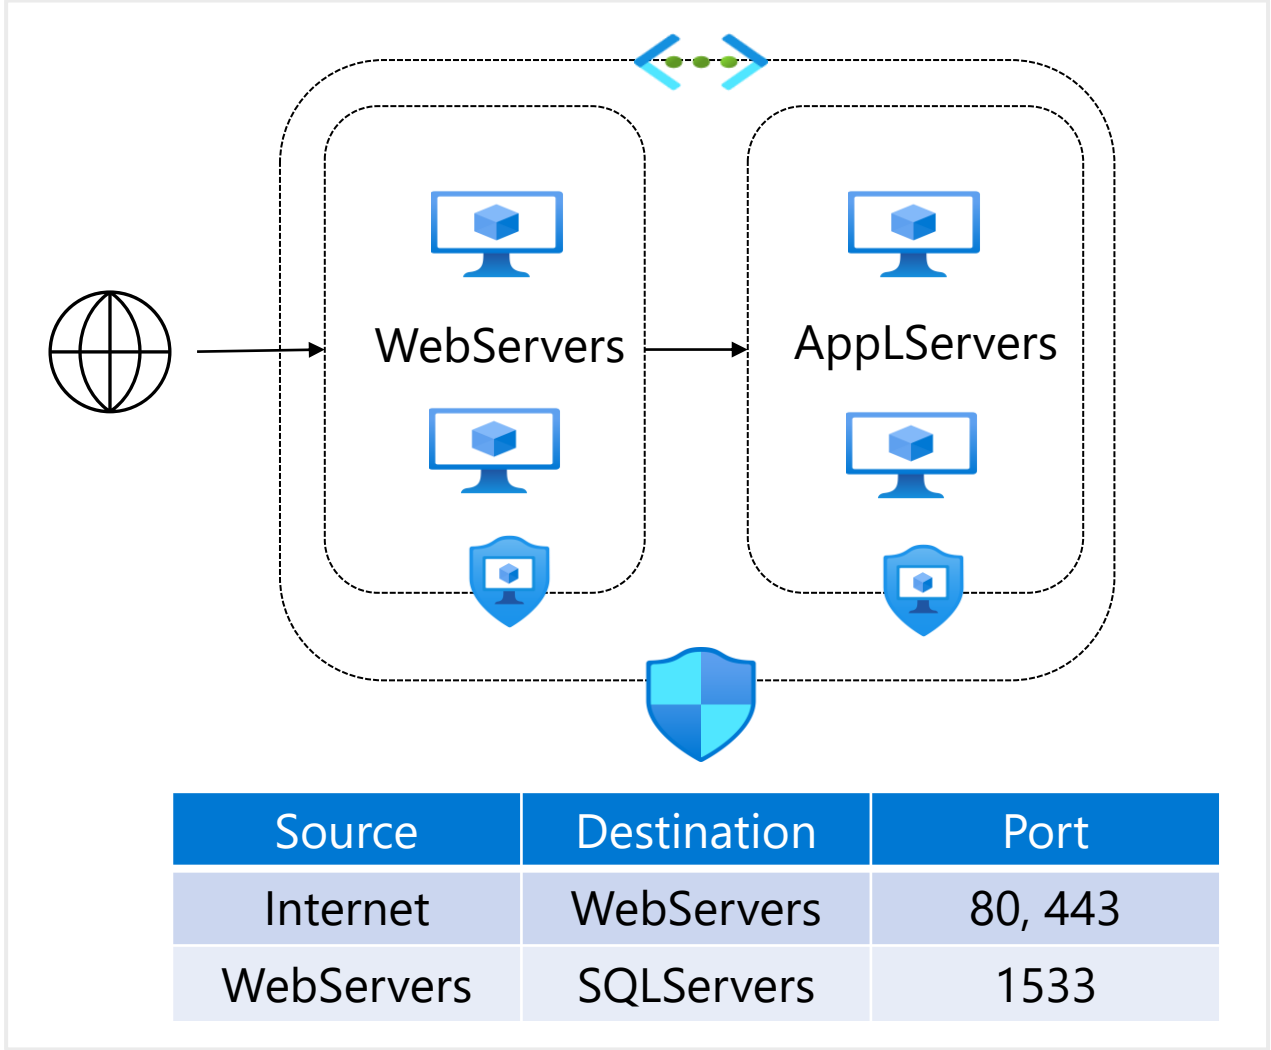 WebServers
AppLServers
Source Destination Port
Internet WebServers 80, 443
WebServers SQLServers 1533